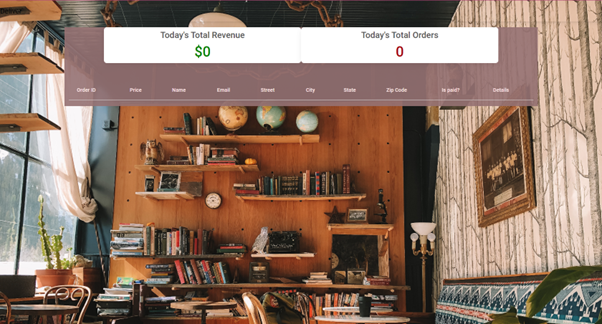 Today's Total Revenue
$0
Today's Total Orders
0
Order ID Price Name Email Street City State Zip Code Is paid? Details